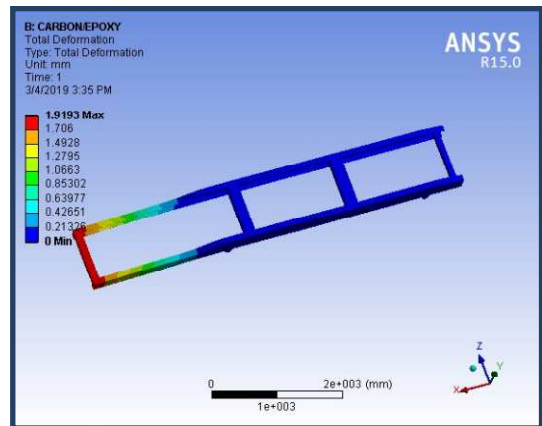 B: CARBON/EPOXY
Total Deformation
Type: Total Deformation
Unit: mm
Time: 1
3/4/2019 3:35 PM
1.9193 Max
1.706
1.4928
1.2795
1.0663
0.85302
0.63977
0.42651
0.21326
0 Min
ANSYS
R15.0
0
2e+003 (mm)
1e+003
Z
Y
X